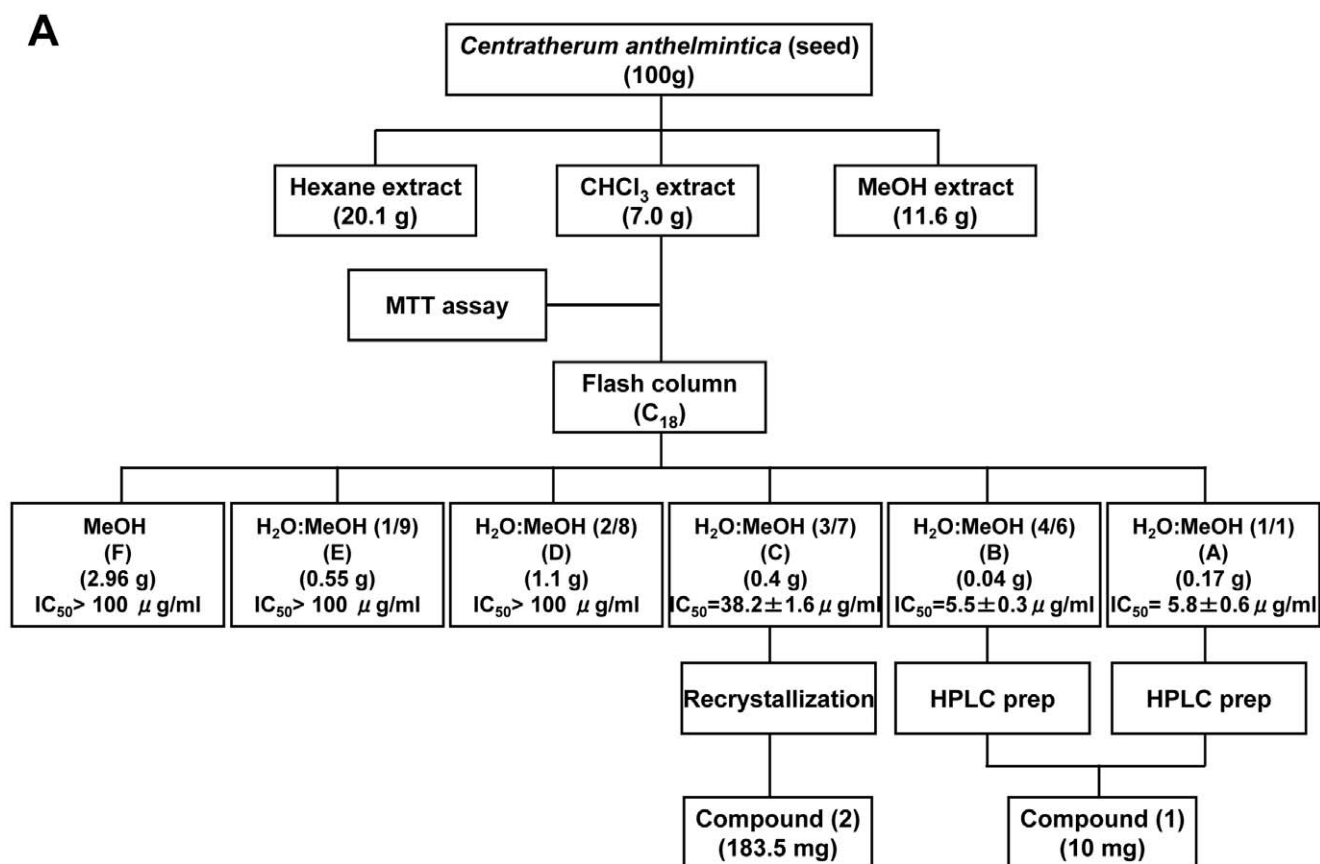 A
Centratherum anthelmintica (seed)
(100g)
Hexane extract
(20.1 g)
CHCl₃ extract
(7.0 g)
MeOH extract
(11.6 g)
MTT assay
Flash column
(C₁₈)
MeOH
(F)
(2.96 g)
IC₅₀> 100 μ g/ml
H₂O:MeOH (1/9)
(E)
(0.55 g)
IC₅₀> 100 μ g/ml
H₂O:MeOH (2/8)
(D)
(1.1 g)
IC₅₀> 100 μ g/ml
H₂O:MeOH (3/7)
(C)
(0.4 g)
IC₅₀=38.2±1.6 μ g/ml
H₂O:MeOH (4/6)
(B)
(0.04 g)
IC₅₀=5.5±0.3 μ g/ml
H₂O:MeOH (1/1)
(A)
(0.17 g)
IC₅₀= 5.8±0.6 μ g/ml
Recrystallization
HPLC prep
HPLC prep
Compound (2)
(183.5 mg)
Compound (1)
(10 mg)